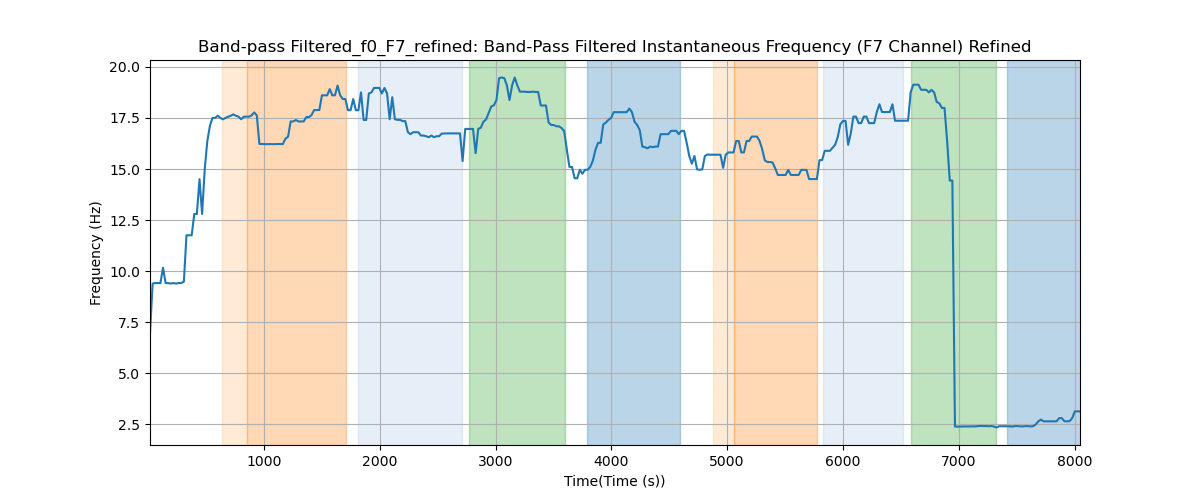 Band-pass Filtered_f0_F7_refined: Band-Pass Filtered Instantaneous Frequency (F7 Channel) Refined
20.0
17.5
15.0
12.5
10.0
7.5
5.0
2.5
Frequency (Hz)
1000 2000 3000 4000 5000 6000 7000 8000
Time(Time (s))